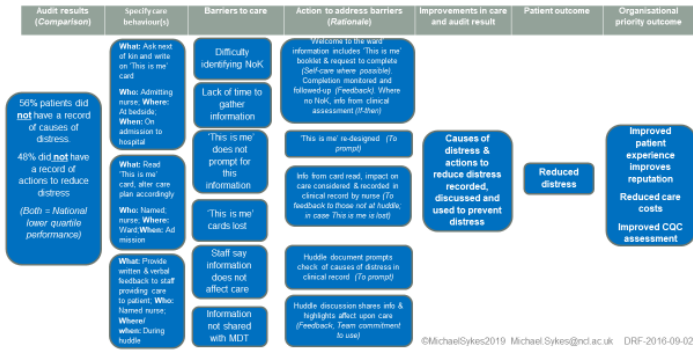 Audit results
(Comparison)
Specify care
behaviour(s)
Barriers to care
Action to address barriers
(Rationale)
Improvements in care
and audit result
Patient outcome
Organisational
priority outcome
56% patients did
not have a record
of causes of
distress.
48% did not have
a record of
actions to reduce
distress
(Both = National
lower quartile
performance)
What: Ask next
of kin and write
on 'This is me'
card
Who: Admitting
nurse; Where:
At bedside;
When: On
admission to
hospital
What: Read
'This is me'
card, alter care
plan accordingly
Who: Named;
nurse; Where:
Ward;When: Ad
mission
What: Provide
written & verbal
feedback to staff
providing care
to patient; Who:
Named nurse;
Where/
when: During
huddle
Difficulty
identifying NoK
Lack of time to
gather
information
'This is me'
does not
prompt for
this
information
'This is me'
cards lost
Staff say
information
does not
affect care
Information
not shared
with MDT
'Welcome to the ward'
information includes 'This is me'
booklet & request to complete
(Self-care where possible).
Completion monitored and
followed-up (Feedback). Where
no NoK, info from clinical
assessment (If-then)
'This is me' re-designed (To
prompt)
Info from card read, impact on
care considered & recorded in
clinical record by nurse (To
feedback to those not at huddle;
in case This me is lost)
Huddle document prompts
check of causes of distress in
clinical record (To prompt)
Huddle discussion shares info &
highlights affect upon care
(Feedback, Team commitment
to use)
Causes of
distress & actions
to reduce distress
recorded,
discussed and
used to prevent
distress
Reduced
distress
Improved
patient
experience
improves
reputation
Reduced care
costs
Improved CQC
assessment
©MichaelSykes2019 Michael.Sykes@ncl.ac.uk DRF-2016-09-02